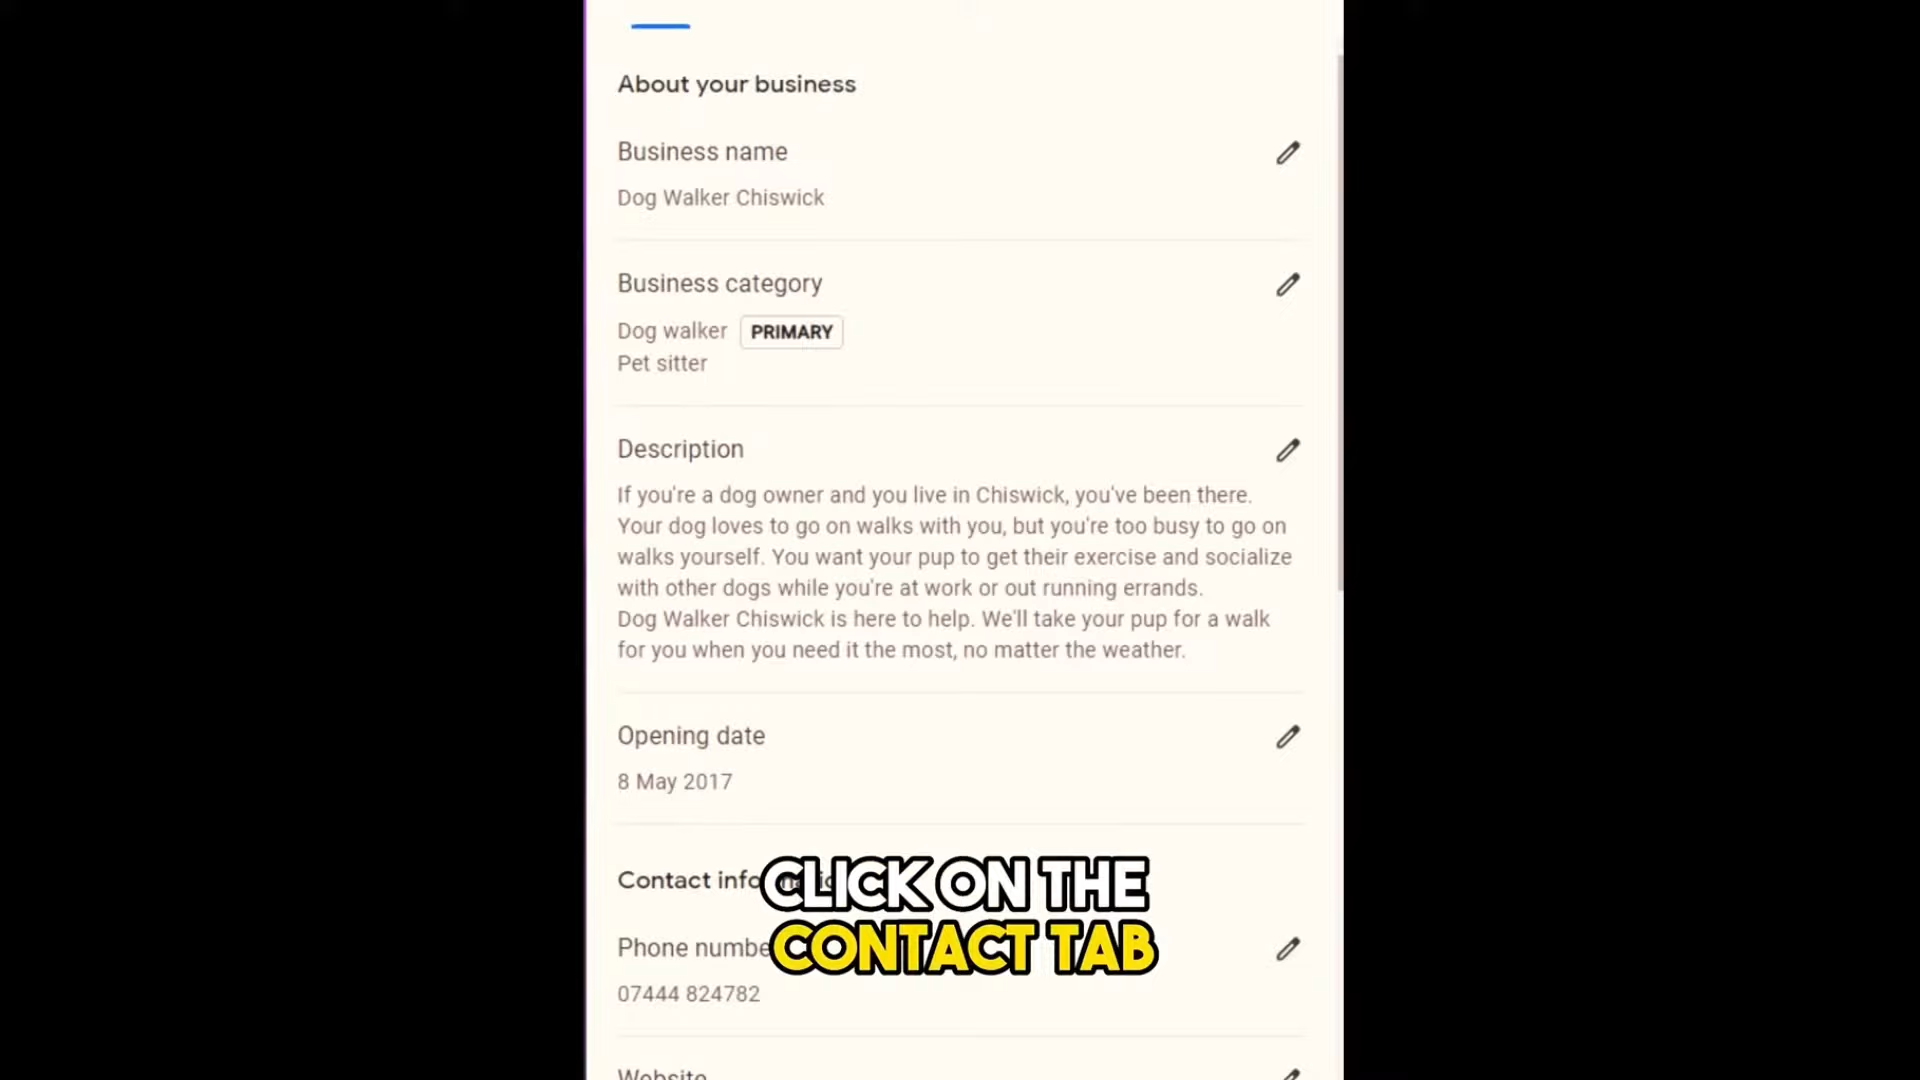 About your business
Business name
Dog Walker Chiswick
Business category
Dog walker PRIMARY
Pet sitter
Description
If you're a dog owner and you live in Chiswick, you've been there.
Your dog loves to go on walks with you, but you're too busy to go on
walks yourself. You want your pup to get their exercise and socialize
with other dogs while you're at work or out running errands.
Dog Walker Chiswick is here to help. We'll take your pup for a walk
for you when you need it the most, no matter the weather.
Opening date
8 May 2017
Contact information
CLICK ON THE
CONTACT TAB
Phone number
07444 824782
Website